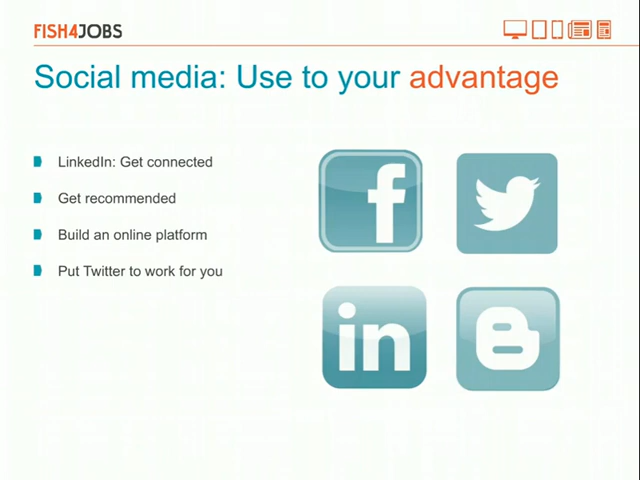 FISH4JOBS
Social media: Use to your advantage
LinkedIn: Get connected
Get recommended
Build an online platform
Put Twitter to work for you
f
in
B